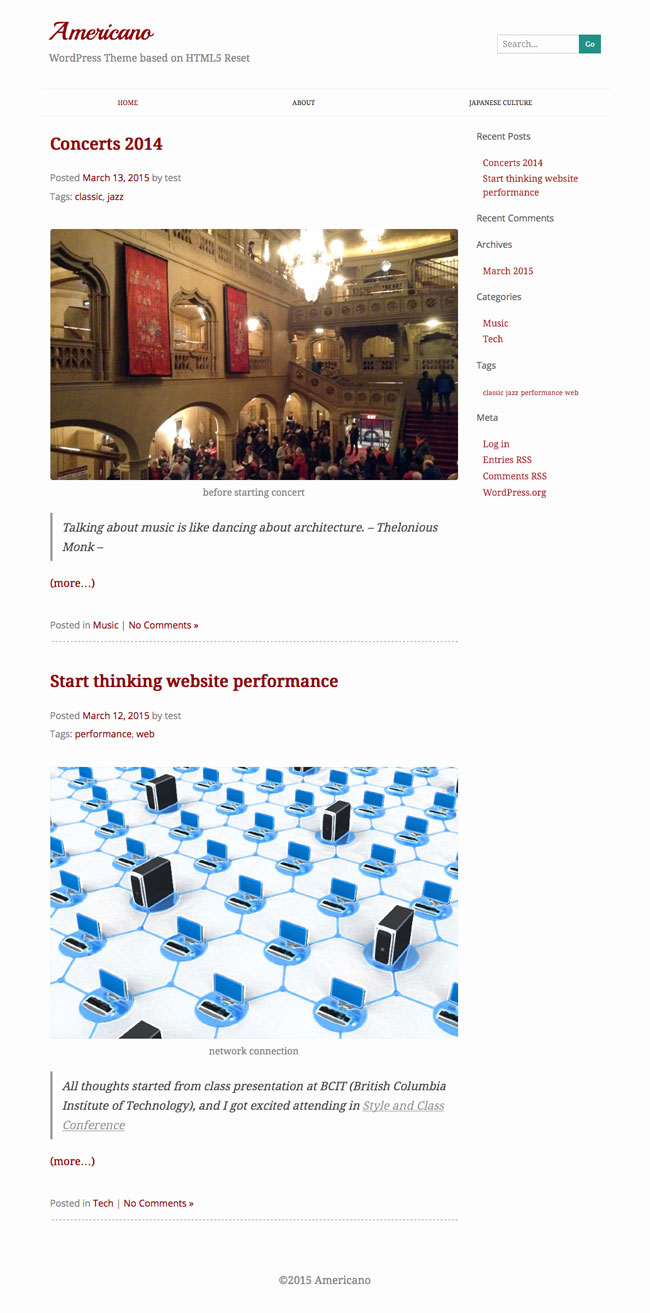 Americano
WordPress Theme based on HTML5 Reset
Search...
Go
HOME
ABOUT
JAPANESE CULTURE
Concerts 2014
Posted March 13, 2015 by test
Tags: classic, jazz
before starting concert
Talking about music is like dancing about architecture. – Thelonious
Monk –
(more…)
Posted in Music | No Comments »
Start thinking website performance
Posted March 12, 2015 by test
Tags: performance, web
network connection
All thoughts started from class presentation at BCIT (British Columbia
Institute of Technology), and I got excited attending in Style and Class
Conference
(more…)
Posted in Tech | No Comments »
Recent Posts
Concerts 2014
Start thinking website
performance
Recent Comments
Archives
March 2015
Categories
Music
Tech
Tags
classic jazz performance web
Meta
Log in
Entries RSS
Comments RSS
WordPress.org
©2015 Americano